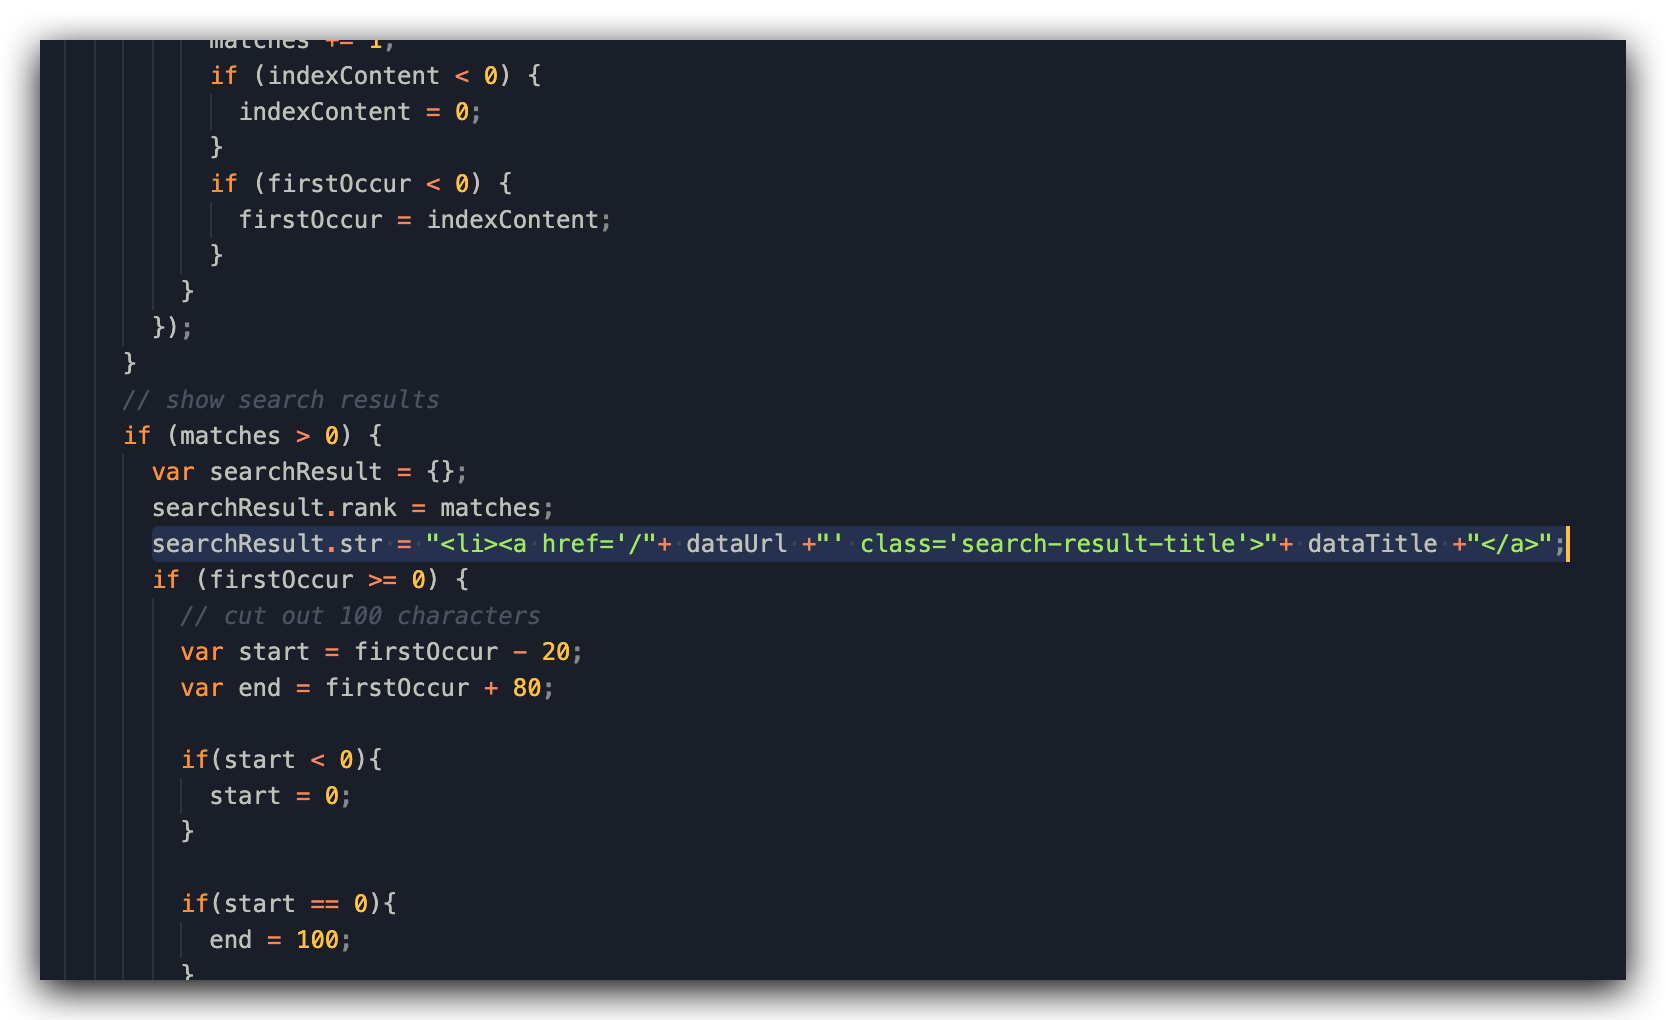 matches += 1;
if (indexContent < 0) {
indexContent = 0;
}
if (firstOccur < 0) {
firstOccur = indexContent;
}
}
});
}
// show search results
if (matches > 0) {
var searchResult = {};
searchResult.rank = matches;
searchResult.str = "<li><a href='/"+ dataUrl +"' class='search-result-title'>"+ dataTitle +"</a>";
if (firstOccur >= 0) {
// cut out 100 characters
var start = firstOccur - 20;
var end = firstOccur + 80;
if(start < 0){
start = 0;
}
if(start == 0){
end = 100;
}